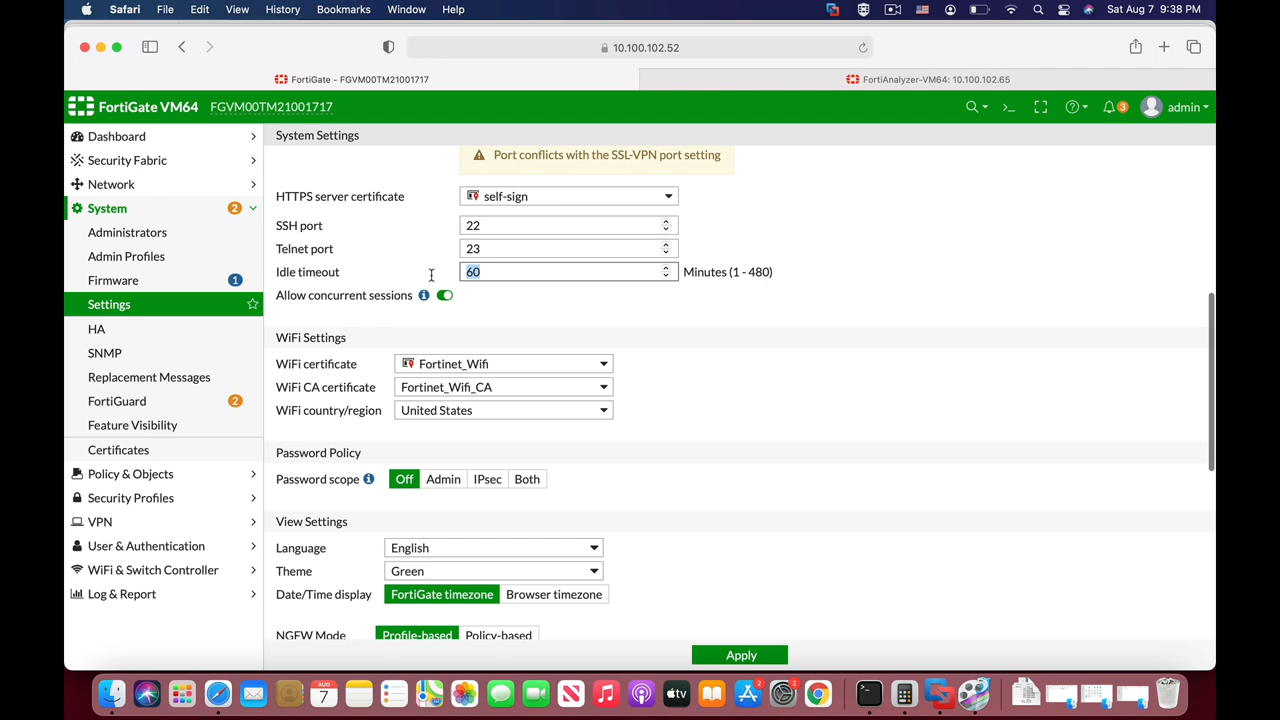 Safari File Edit View History Bookmarks Window Help Sat Aug 7 9:38 PM
10.100.102.52
FortiGate - FGVM00TM21001717 FortiAnalyzer-VM64: 10.100.102.65
FortiGate VM64 FGVM00TM21001717 3 admin
Dashboard
Security Fabric
Network
System 2
Administrators
Admin Profiles
Firmware 1
Settings
HA
SNMP
Replacement Messages
FortiGuard 2
Feature Visibility
Certificates
Policy & Objects
Security Profiles
VPN
User & Authentication
WiFi & Switch Controller
Log & Report
System Settings
Port conflicts with the SSL-VPN port setting
HTTPS server certificate self-sign
SSH port 22
Telnet port 23
Idle timeout 60 Minutes (1 - 480)
Allow concurrent sessions
WiFi Settings
WiFi certificate Fortinet_Wifi
WiFi CA certificate Fortinet_Wifi_CA
WiFi country/region United States
Password Policy
Password scope Off Admin IPsec Both
View Settings
Language English
Theme Green
Date/Time display FortiGate timezone Browser timezone
NGFW Mode Profile-based Policy-based
Apply
AUG
7
tv
2
2